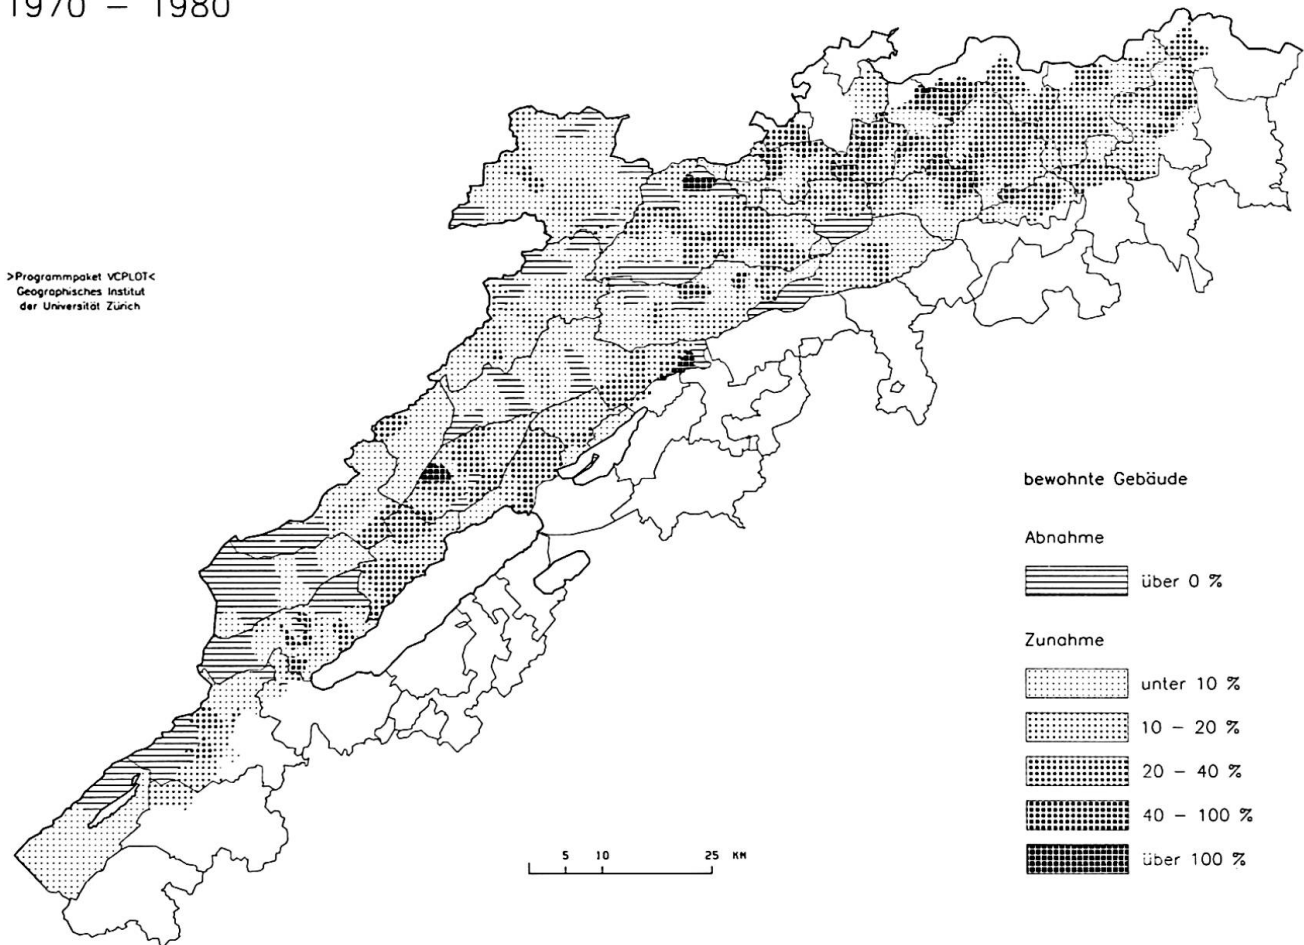 1970 – 1980
>Programmpaket VCPLOT<
Geographisches Institut
der Universität Zürich
bewohnte Gebäude
Abnahme
über 0 %
Zunahme
unter 10 %
10 – 20 %
20 – 40 %
40 – 100 %
über 100 %
5 10 25 KM